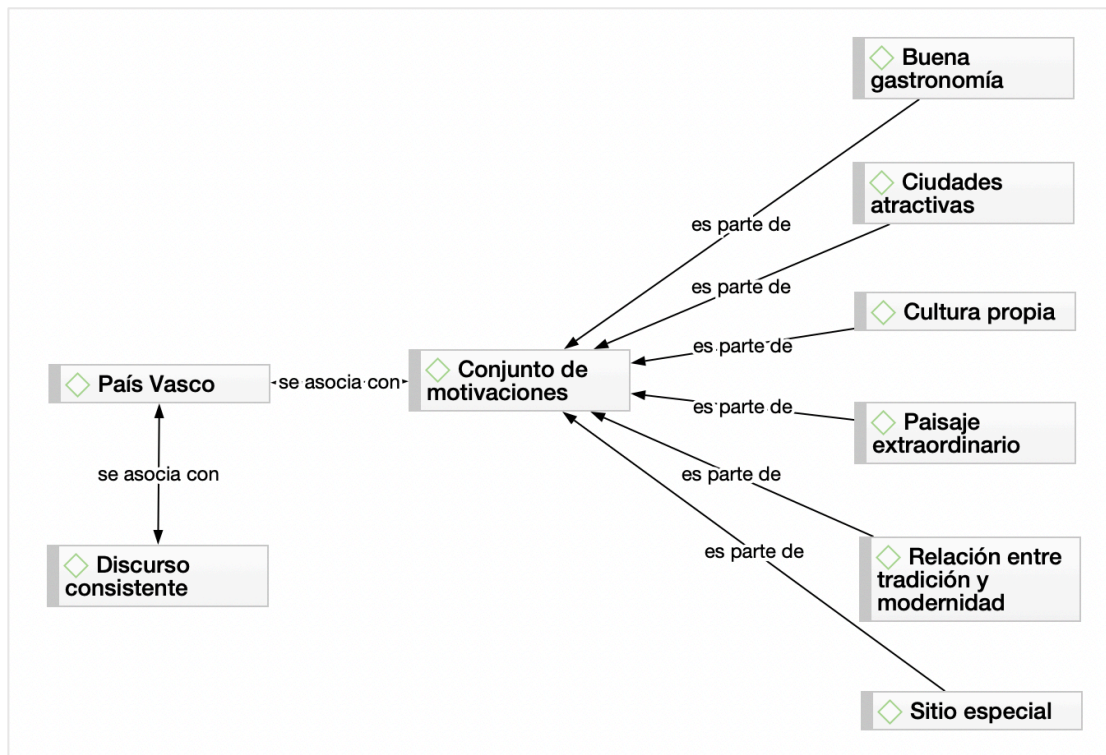 Buena
gastronomía
Ciudades
atractivas
es parte de
es parte de
Cultura propia
es parte de
País Vasco
se asocia con
Conjunto de
motivaciones
es parte de
Paisaje
extraordinario
se asocia con
es parte de
es parte de
Discurso
consistente
Relación entre
tradición y
modernidad
Sitio especial